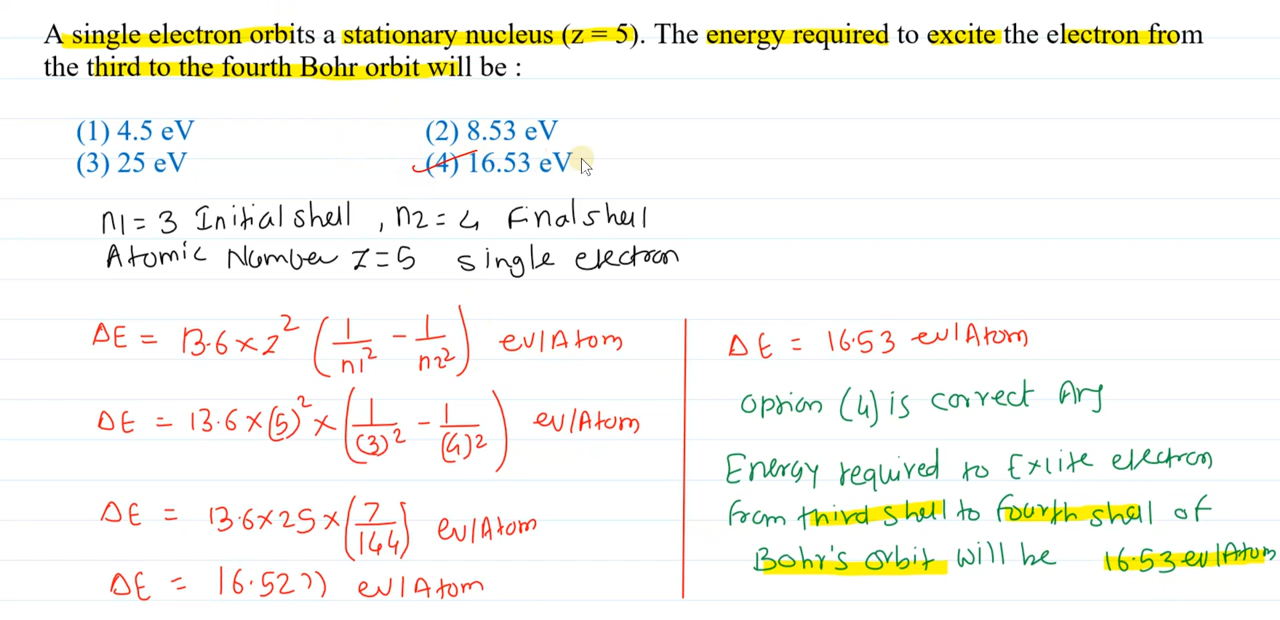 A single electron orbits a stationary nucleus (z = 5). The energy required to excite the electron from
the third to the fourth Bohr orbit will be :
(1) 4.5 eV (2) 8.53 eV
(3) 25 eV (4) 16.53 eV
n1 = 3 Initial shell , n2 = 4 Final shell
Atomic Number Z = 5 single electron
ΔE = 13.6 × Z² (1/n1² − 1/n2²) ev/Atom
ΔE = 13.6 × (5)² × (1/(3)² − 1/(4)²) ev/Atom
ΔE = 13.6 × 25 × (7/144) ev/Atom
ΔE = 16.5277 ev/Atom
ΔE = 16.53 ev/Atom
Option (4) is correct Ans
Energy required to Exite electron
from third shell to fourth shell of
Bohr's orbit will be 16.53 ev/Atom